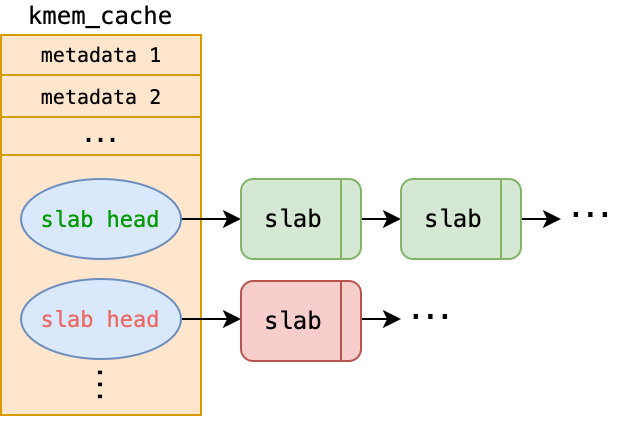 kmem_cache
metadata 1
metadata 2
...
slab head
slab
slab
...
slab head
slab
...
...